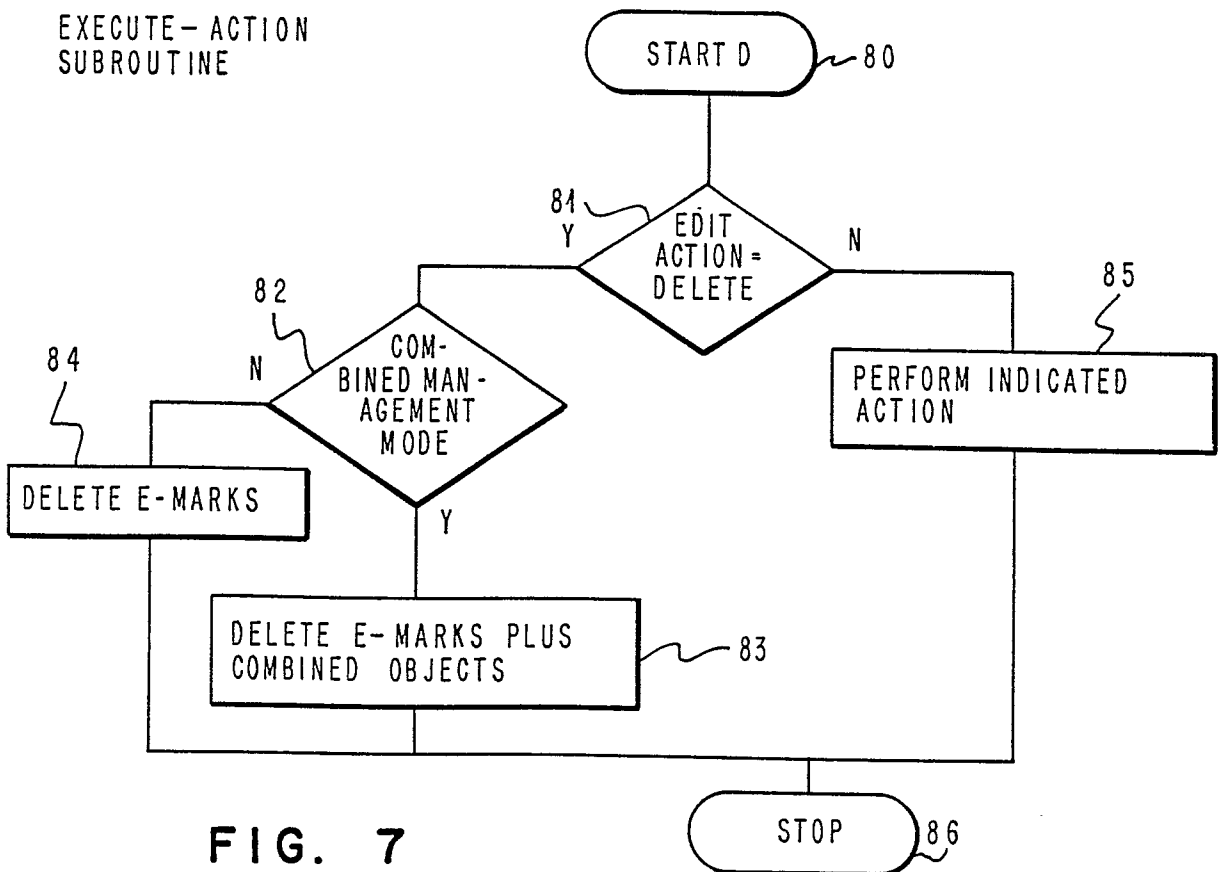 EXECUTE-ACTION
SUBROUTINE
START D
80
81
Y
EDIT
ACTION=
DELETE
N
82
COM-
BINED MAN-
AGEMENT
MODE
N
Y
84
DELETE E-MARKS
85
PERFORM INDICATED
ACTION
DELETE E-MARKS PLUS
COMBINED OBJECTS
83
STOP
86
FIG. 7